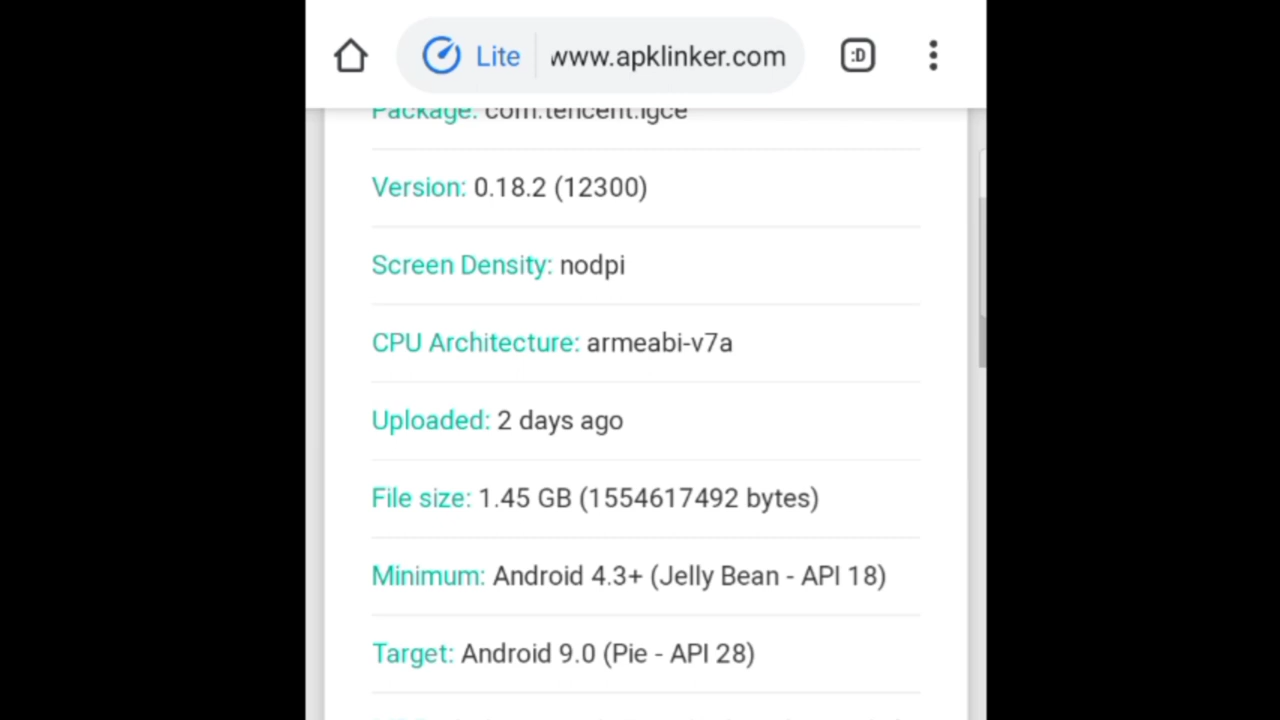 Lite www.apklinker.com :D
Package: com.tencent.igce
Version: 0.18.2 (12300)
Screen Density: nodpi
CPU Architecture: armeabi-v7a
Uploaded: 2 days ago
File size: 1.45 GB (1554617492 bytes)
Minimum: Android 4.3+ (Jelly Bean - API 18)
Target: Android 9.0 (Pie - API 28)